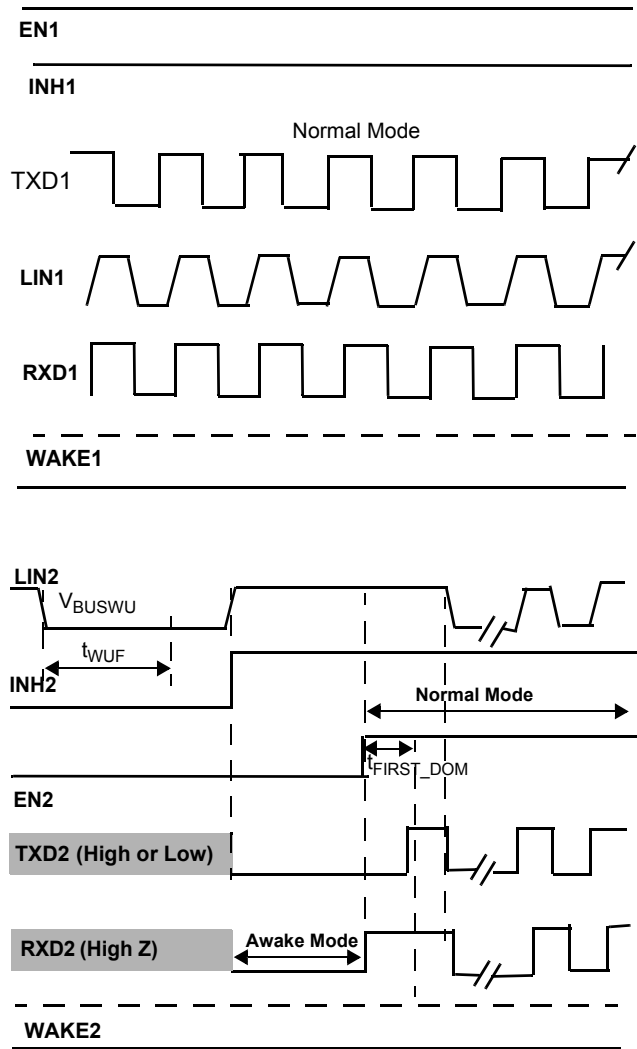 EN1
INH1
Normal Mode
TXD1
LIN1
RXD1
WAKE1
LIN2
VBUSWU
tWUF
INH2
Normal Mode
tFIRST_DOM
EN2
TXD2 (High or Low)
RXD2 (High Z)
Awake Mode
WAKE2